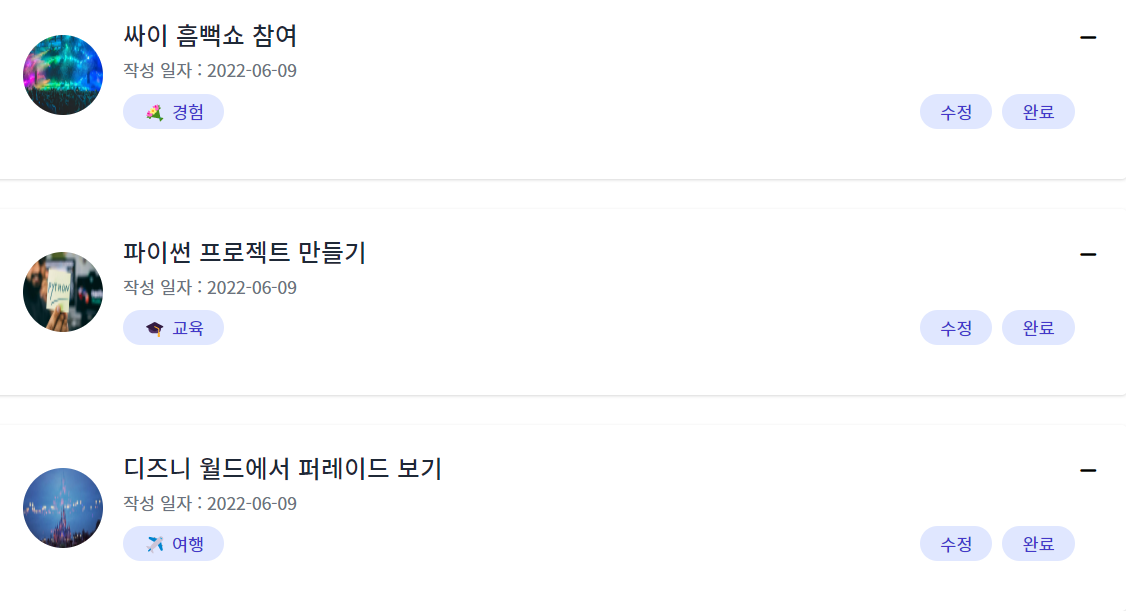 싸이 흠뻑쇼 참여
작성 일자 : 2022-06-09
경험
수정
완료
파이썬 프로젝트 만들기
작성 일자 : 2022-06-09
PYTHON
교육
수정
완료
디즈니 월드에서 퍼레이드 보기
작성 일자 : 2022-06-09
여행
수정
완료